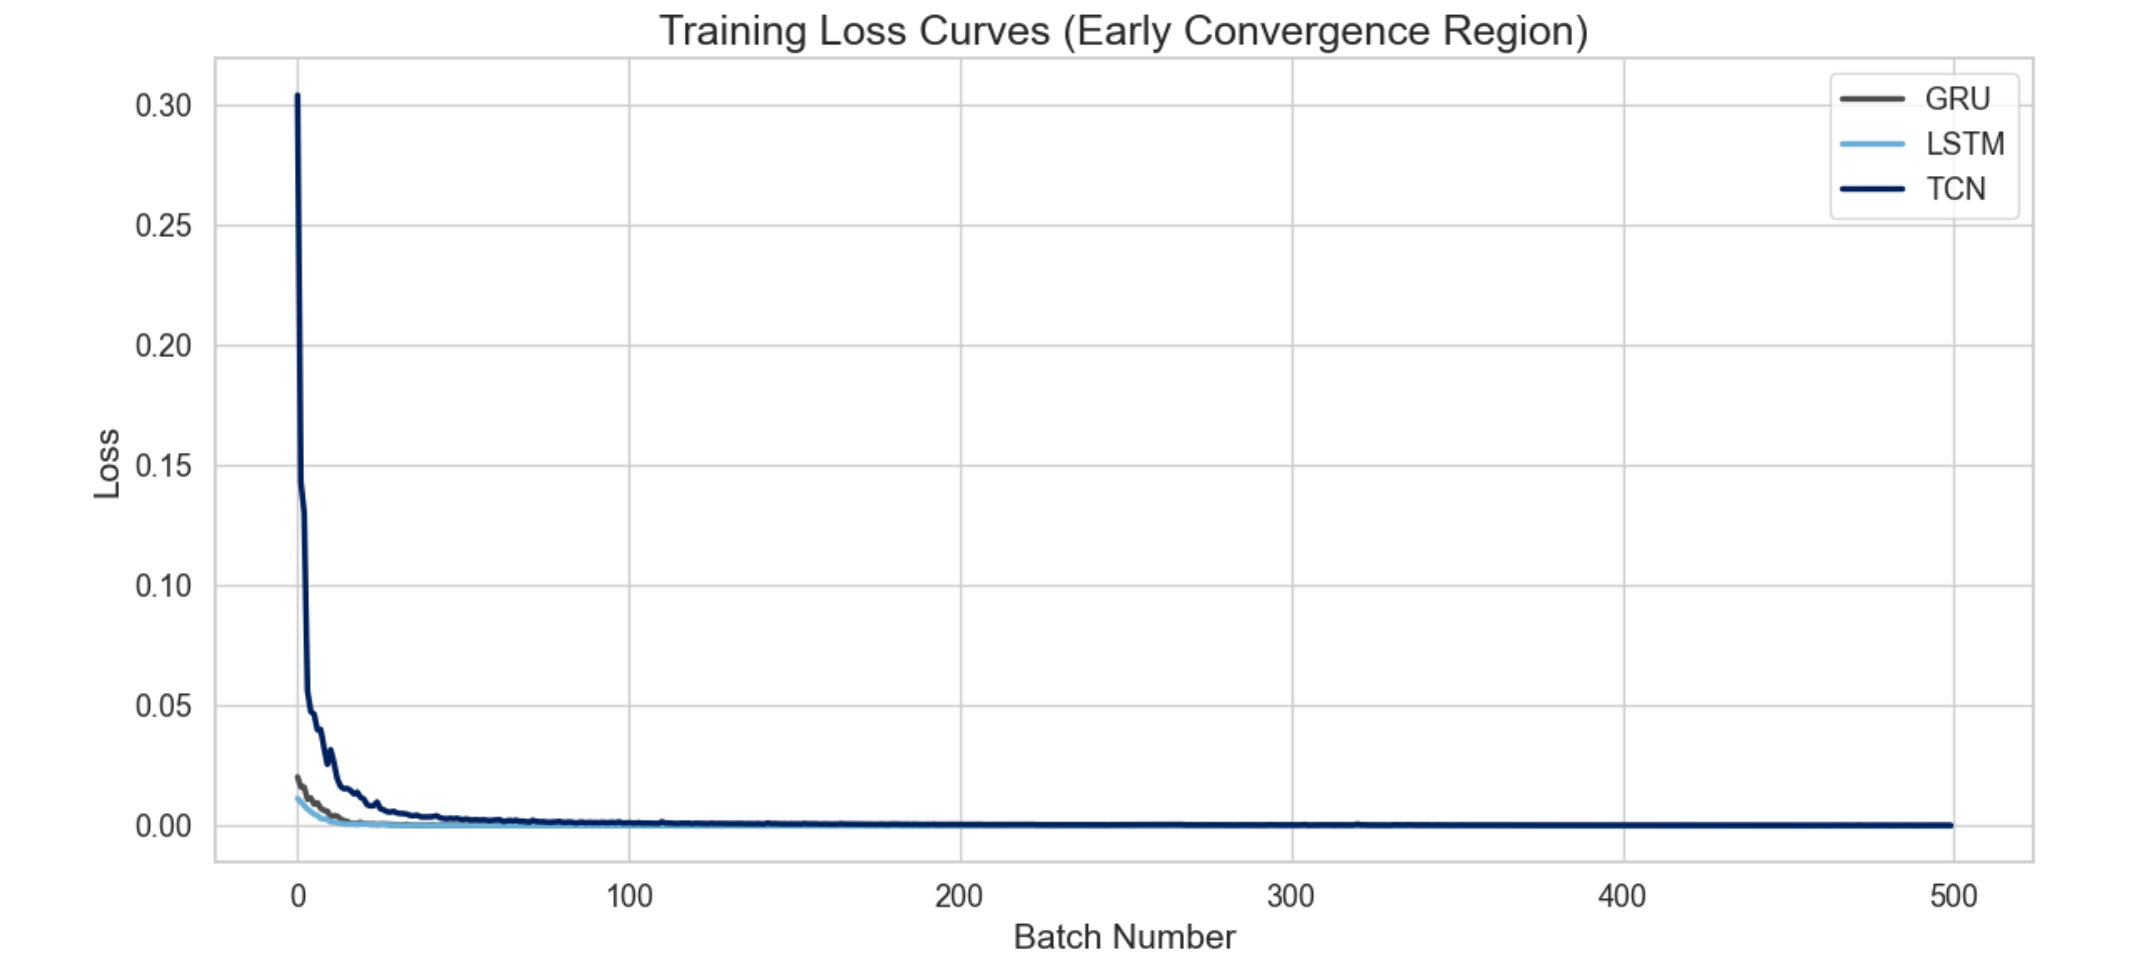 Training Loss Curves (Early Convergence Region)
GRU
LSTM
TCN
Loss
0.30
0.25
0.20
0.15
0.10
0.05
0.00
0 100 200 300 400 500
Batch Number